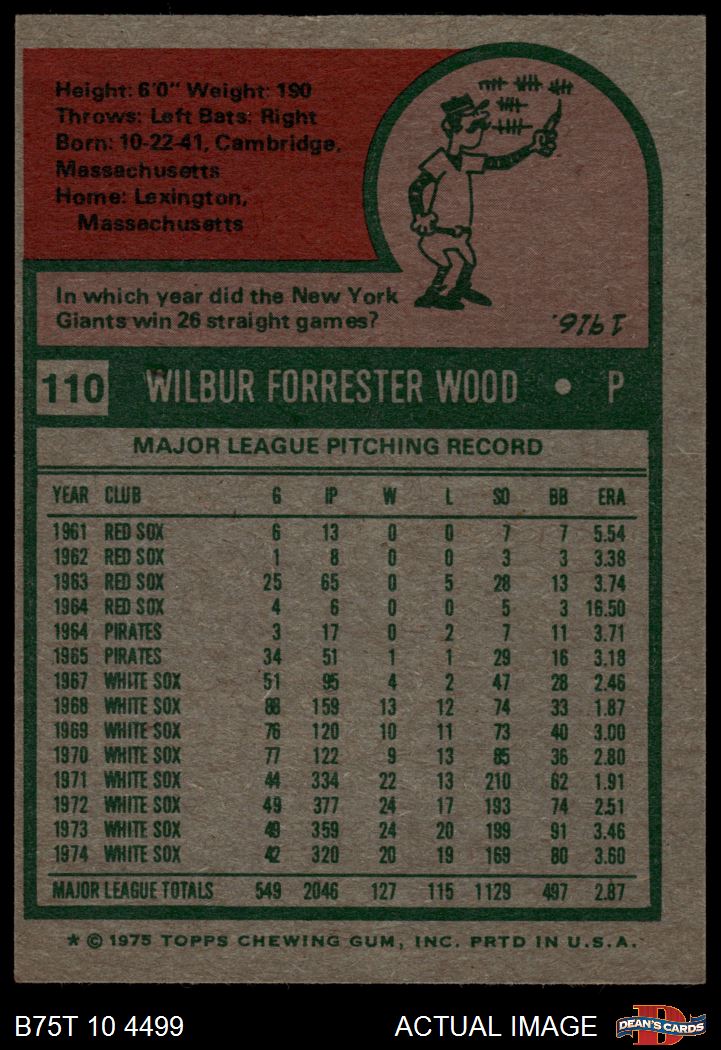 Height: 6'0" Weight: 190
Throws: Left Bats: Right
Born: 10-22-41, Cambridge,
Massachusetts
Home: Lexington,
Massachusetts
In which year did the New York
Giants win 26 straight games?
1916.
110 WILBUR FORRESTER WOOD • P
MAJOR LEAGUE PITCHING RECORD
YEAR CLUB G IP W L SO BB ERA
1961 RED SOX 6 13 0 0 7 7 5.54
1962 RED SOX 1 8 0 0 3 3 3.38
1963 RED SOX 25 65 0 5 28 13 3.74
1964 RED SOX 4 6 0 0 5 3 16.50
1964 PIRATES 3 17 0 2 7 11 3.71
1965 PIRATES 34 51 1 1 29 16 3.18
1967 WHITE SOX 51 95 4 2 47 28 2.46
1968 WHITE SOX 88 159 13 12 74 33 1.87
1969 WHITE SOX 76 120 10 11 73 40 3.00
1970 WHITE SOX 77 122 9 13 85 36 2.80
1971 WHITE SOX 44 334 22 13 210 62 1.91
1972 WHITE SOX 49 377 24 17 193 74 2.51
1973 WHITE SOX 49 359 24 20 199 91 3.46
1974 WHITE SOX 42 320 20 19 169 80 3.60
MAJOR LEAGUE TOTALS 549 2046 127 115 1129 497 2.87
* © 1975 TOPPS CHEWING GUM, INC. PRTD IN U.S.A.
B75T 10 4499 ACTUAL IMAGE D DEAN'S CARDS